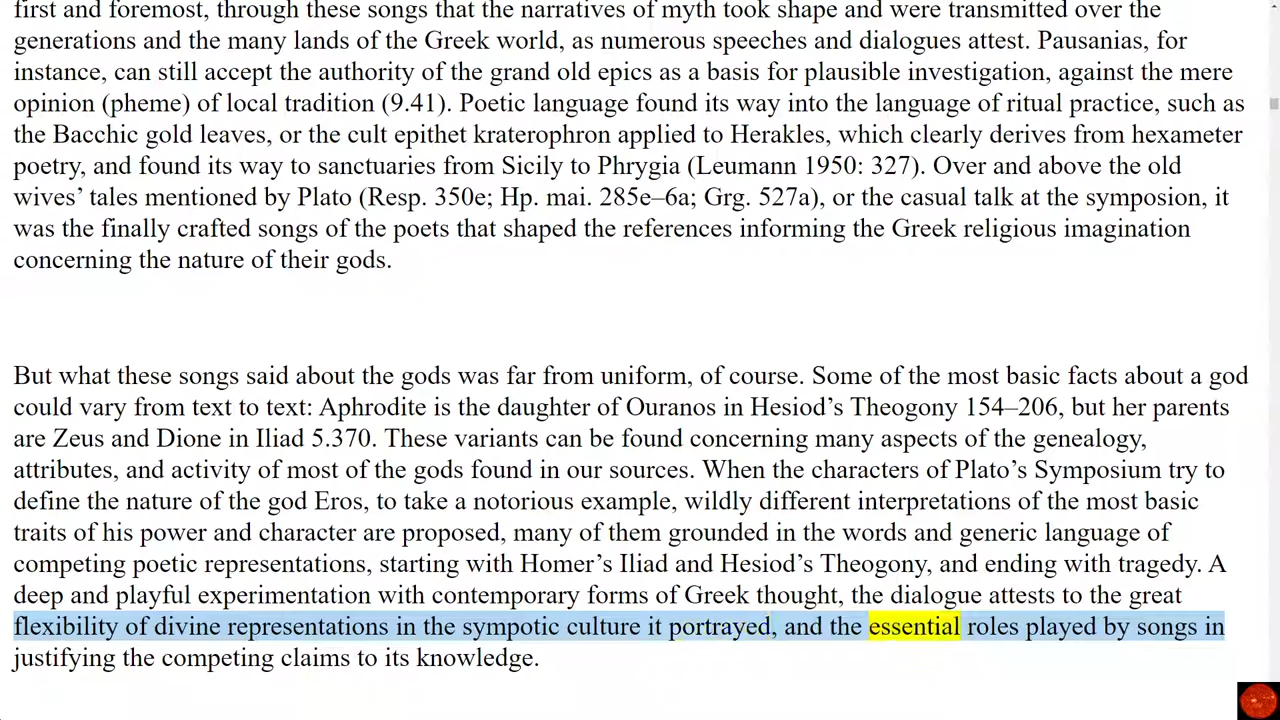 first and foremost, through these songs that the narratives of myth took shape and were transmitted over the
generations and the many lands of the Greek world, as numerous speeches and dialogues attest. Pausanias, for
instance, can still accept the authority of the grand old epics as a basis for plausible investigation, against the mere
opinion (pheme) of local tradition (9.41). Poetic language found its way into the language of ritual practice, such as
the Bacchic gold leaves, or the cult epithet kraterophron applied to Herakles, which clearly derives from hexameter
poetry, and found its way to sanctuaries from Sicily to Phrygia (Leumann 1950: 327). Over and above the old
wives’ tales mentioned by Plato (Resp. 350e; Hp. mai. 285e–6a; Grg. 527a), or the casual talk at the symposion, it
was the finally crafted songs of the poets that shaped the references informing the Greek religious imagination
concerning the nature of their gods.
But what these songs said about the gods was far from uniform, of course. Some of the most basic facts about a god
could vary from text to text: Aphrodite is the daughter of Ouranos in Hesiod’s Theogony 154–206, but her parents
are Zeus and Dione in Iliad 5.370. These variants can be found concerning many aspects of the genealogy,
attributes, and activity of most of the gods found in our sources. When the characters of Plato’s Symposium try to
define the nature of the god Eros, to take a notorious example, wildly different interpretations of the most basic
traits of his power and character are proposed, many of them grounded in the words and generic language of
competing poetic representations, starting with Homer’s Iliad and Hesiod’s Theogony, and ending with tragedy. A
deep and playful experimentation with contemporary forms of Greek thought, the dialogue attests to the great
flexibility of divine representations in the sympotic culture it portrayed, and the essential roles played by songs in
justifying the competing claims to its knowledge.